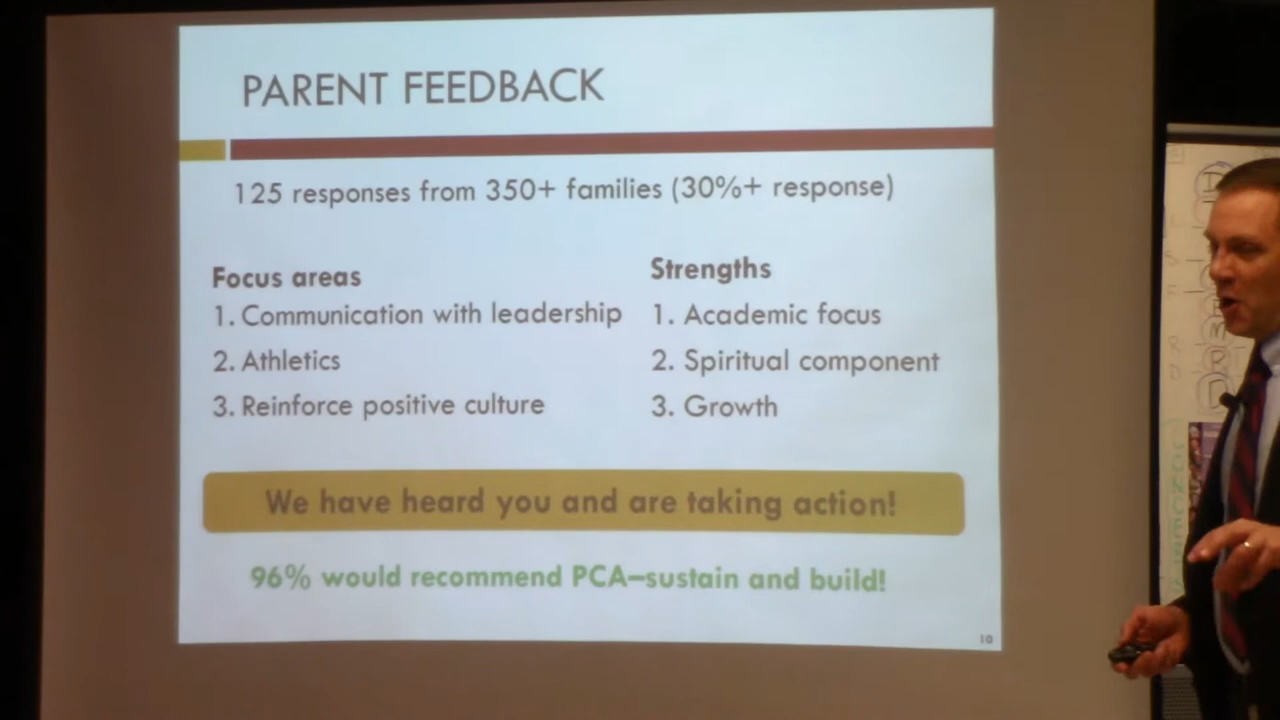 PARENT FEEDBACK
125 responses from 350+ families (30%+ response)
Focus areas
1. Communication with leadership
2. Athletics
3. Reinforce positive culture
Strengths
1. Academic focus
2. Spiritual component
3. Growth
We have heard you and are taking action!
96% would recommend PCA–sustain and build!
10